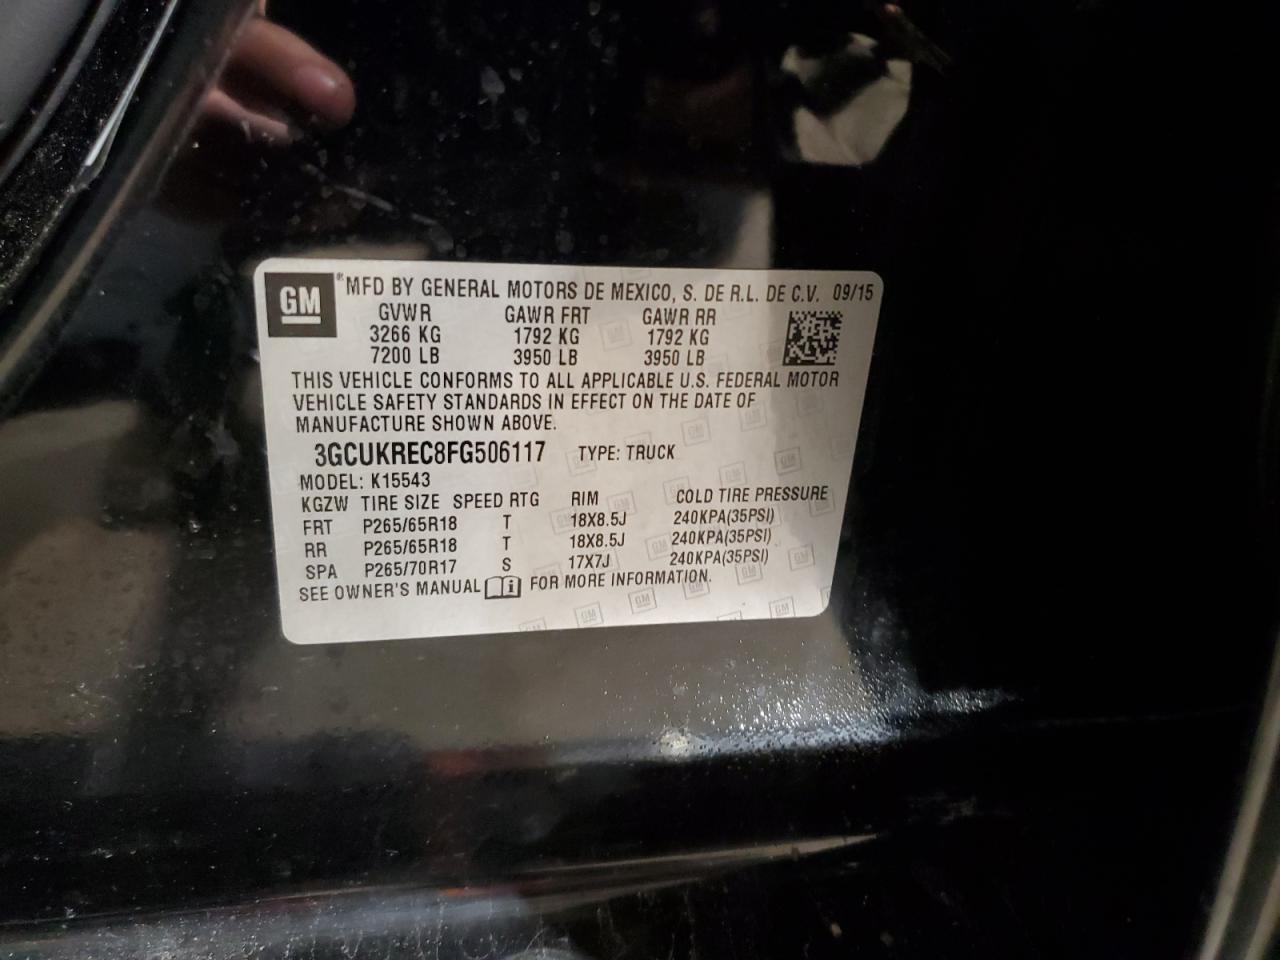 GM ® MFD BY GENERAL MOTORS DE MEXICO, S. DE R.L. DE C.V. 09/15
GVWR GAWR FRT GAWR RR
3266 KG 1792 KG 1792 KG
7200 LB 3950 LB 3950 LB
THIS VEHICLE CONFORMS TO ALL APPLICABLE U.S. FEDERAL MOTOR
VEHICLE SAFETY STANDARDS IN EFFECT ON THE DATE OF
MANUFACTURE SHOWN ABOVE.
3GCUKREC8FG506117 TYPE: TRUCK
MODEL: K15543
KGZW TIRE SIZE SPEED RTG RIM COLD TIRE PRESSURE
FRT P265/65R18 T 18X8.5J 240KPA(35PSI)
RR P265/65R18 T 18X8.5J 240KPA(35PSI)
SPA P265/70R17 S 17X7J 240KPA(35PSI)
SEE OWNER'S MANUAL i FOR MORE INFORMATION.